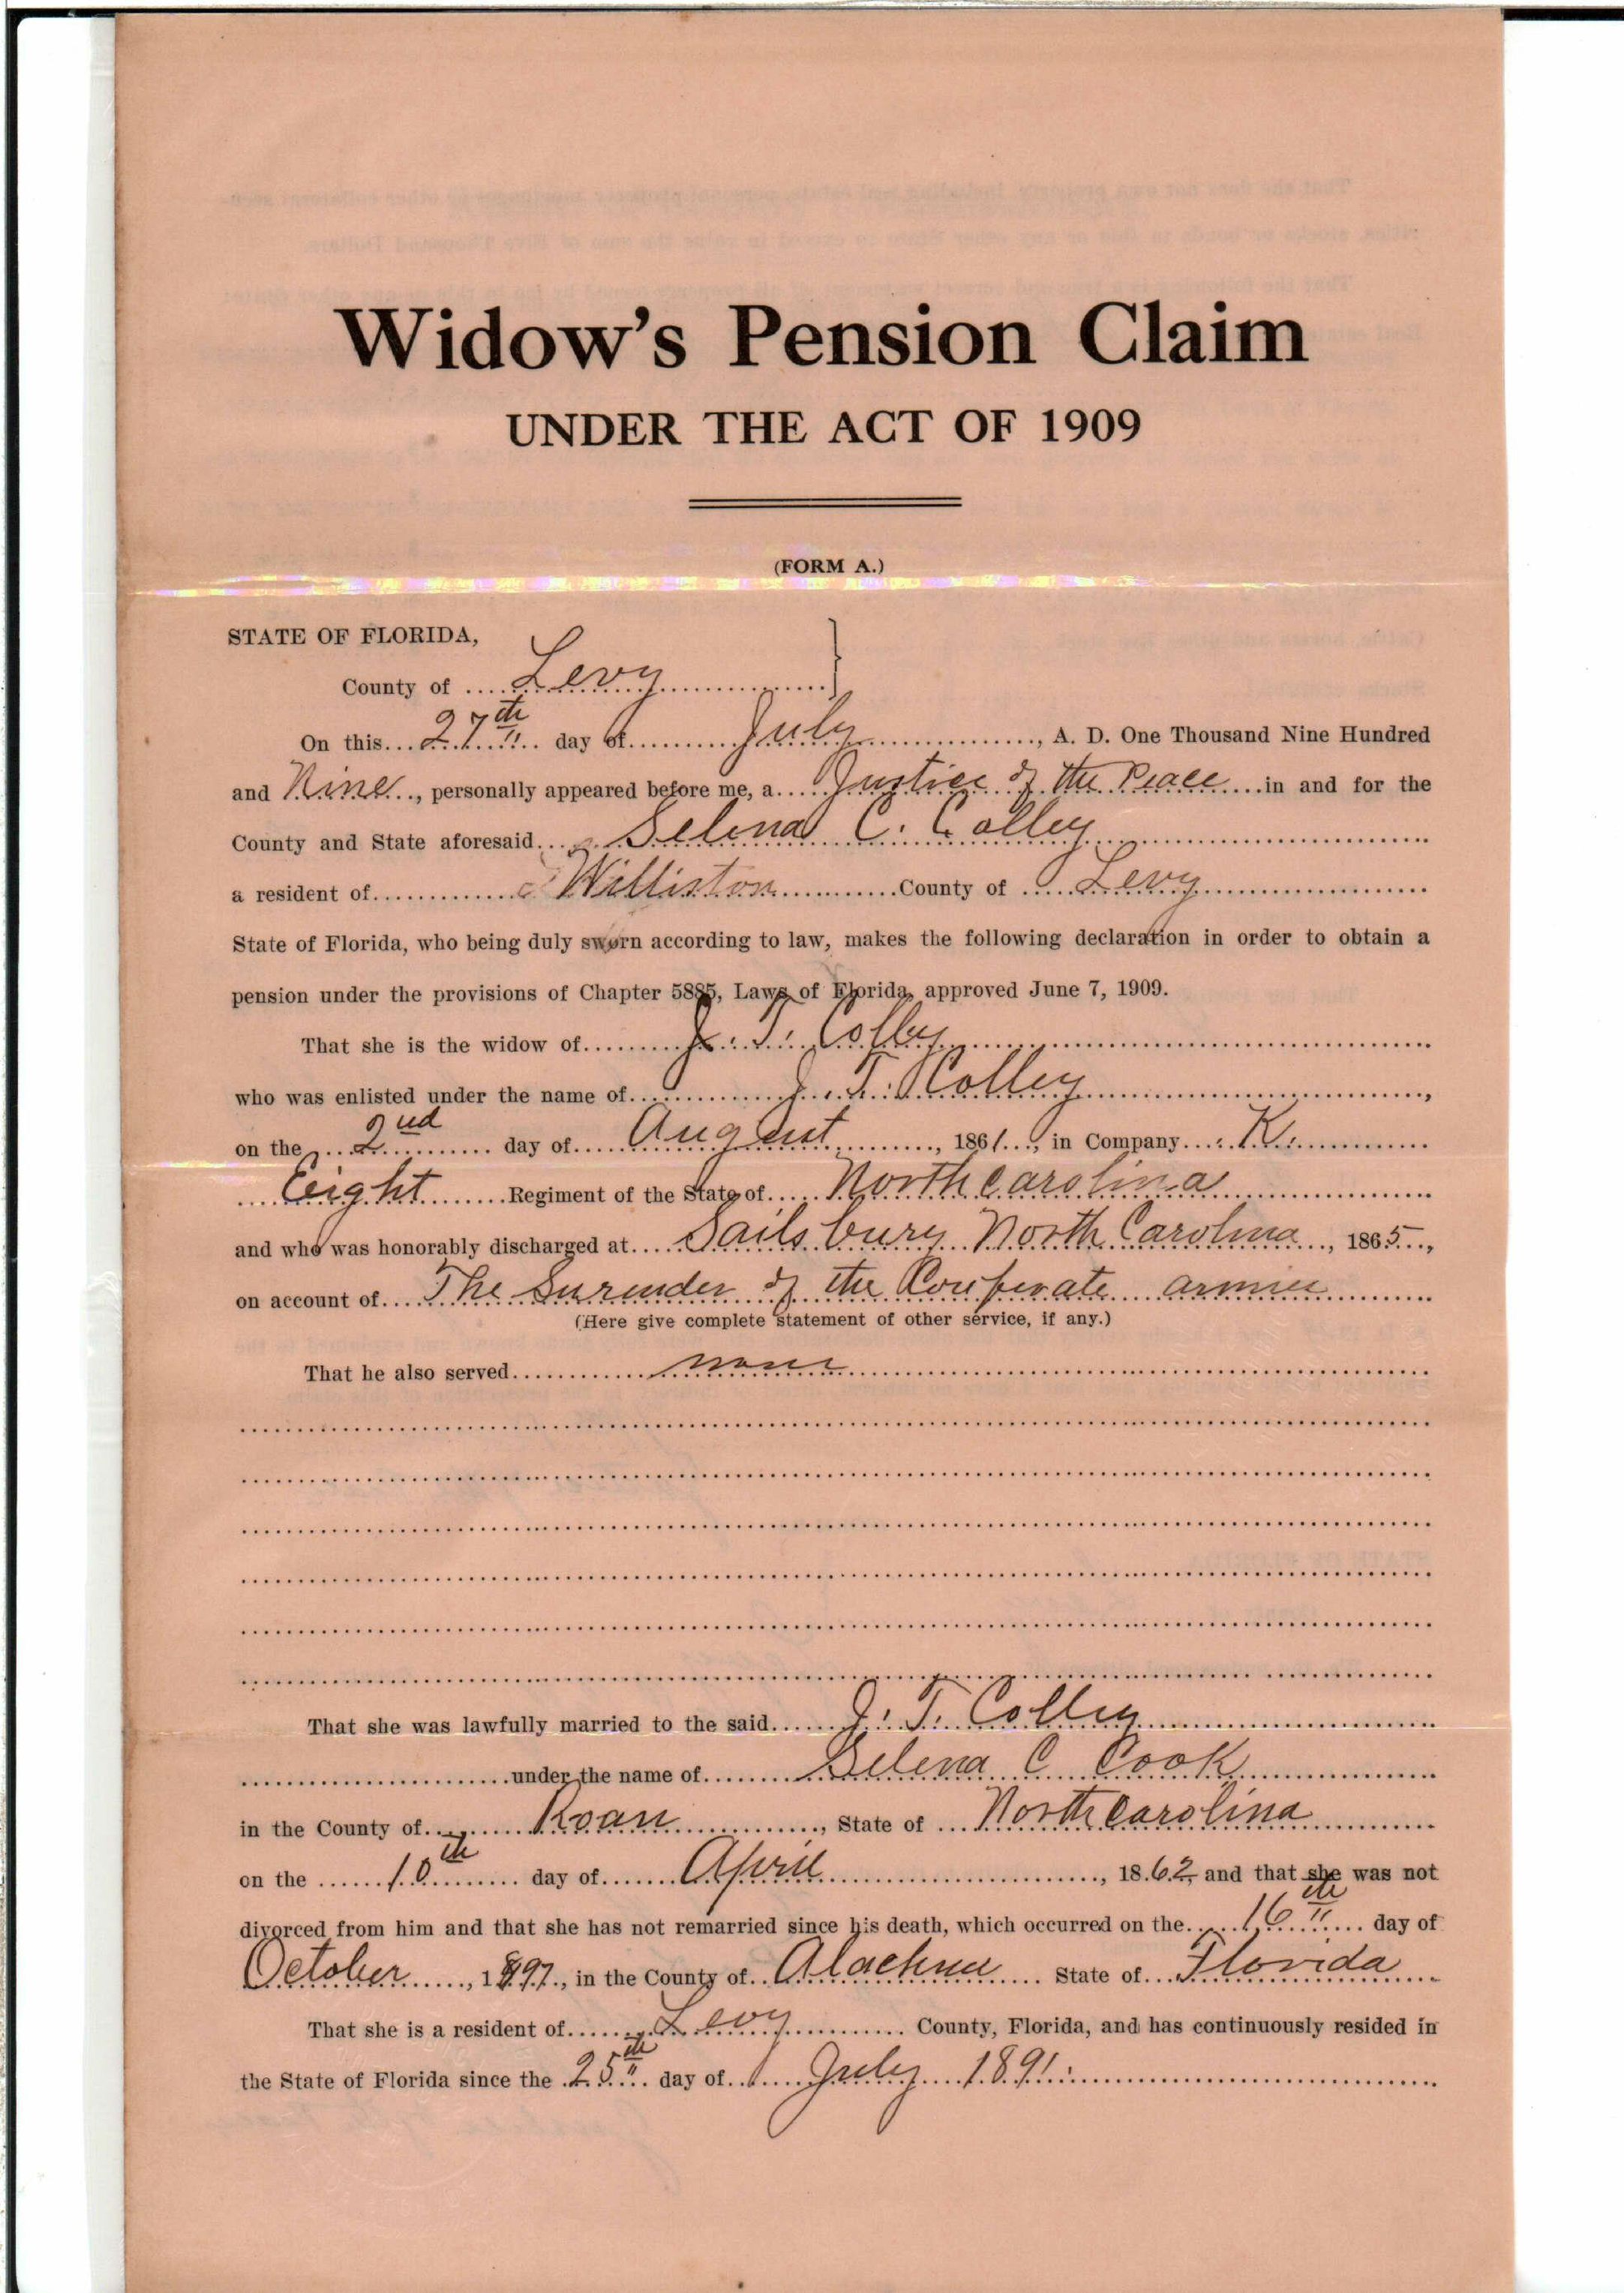 Widow's Pension Claim
UNDER THE ACT OF 1909
(FORM A.)
STATE OF FLORIDA,
County of Levy
On this 27th day of July, A. D. One Thousand Nine Hundred
and Nine, personally appeared before me, a Justice of the Peace in and for the
County and State aforesaid Selena C. Colley
a resident of Williston County of Levy
State of Florida, who being duly sworn according to law, makes the following declaration in order to obtain a
pension under the provisions of Chapter 5885, Laws of Florida, approved June 7, 1909.
That she is the widow of J. T. Colley
who was enlisted under the name of J. T. Colley,
on the 2nd day of August, 1861, in Company K.
Eight Regiment of the State of North Carolina
and who was honorably discharged at Sailsbury North Carolina, 1865,
on account of The Surender of the Confverate armies
(Here give complete statement of other service, if any.)
That he also served none
That she was lawfully married to the said J. T. Colley
under the name of Selena C Cook
in the County of Roan, State of North Carolina
on the 10th day of April, 1862 and that she was not
divorced from him and that she has not remarried since his death, which occurred on the 16th day of
October, 1897, in the County of Alachua State of Florida
That she is a resident of Levy County, Florida, and has continuously resided in
the State of Florida since the 25th day of July 1891.